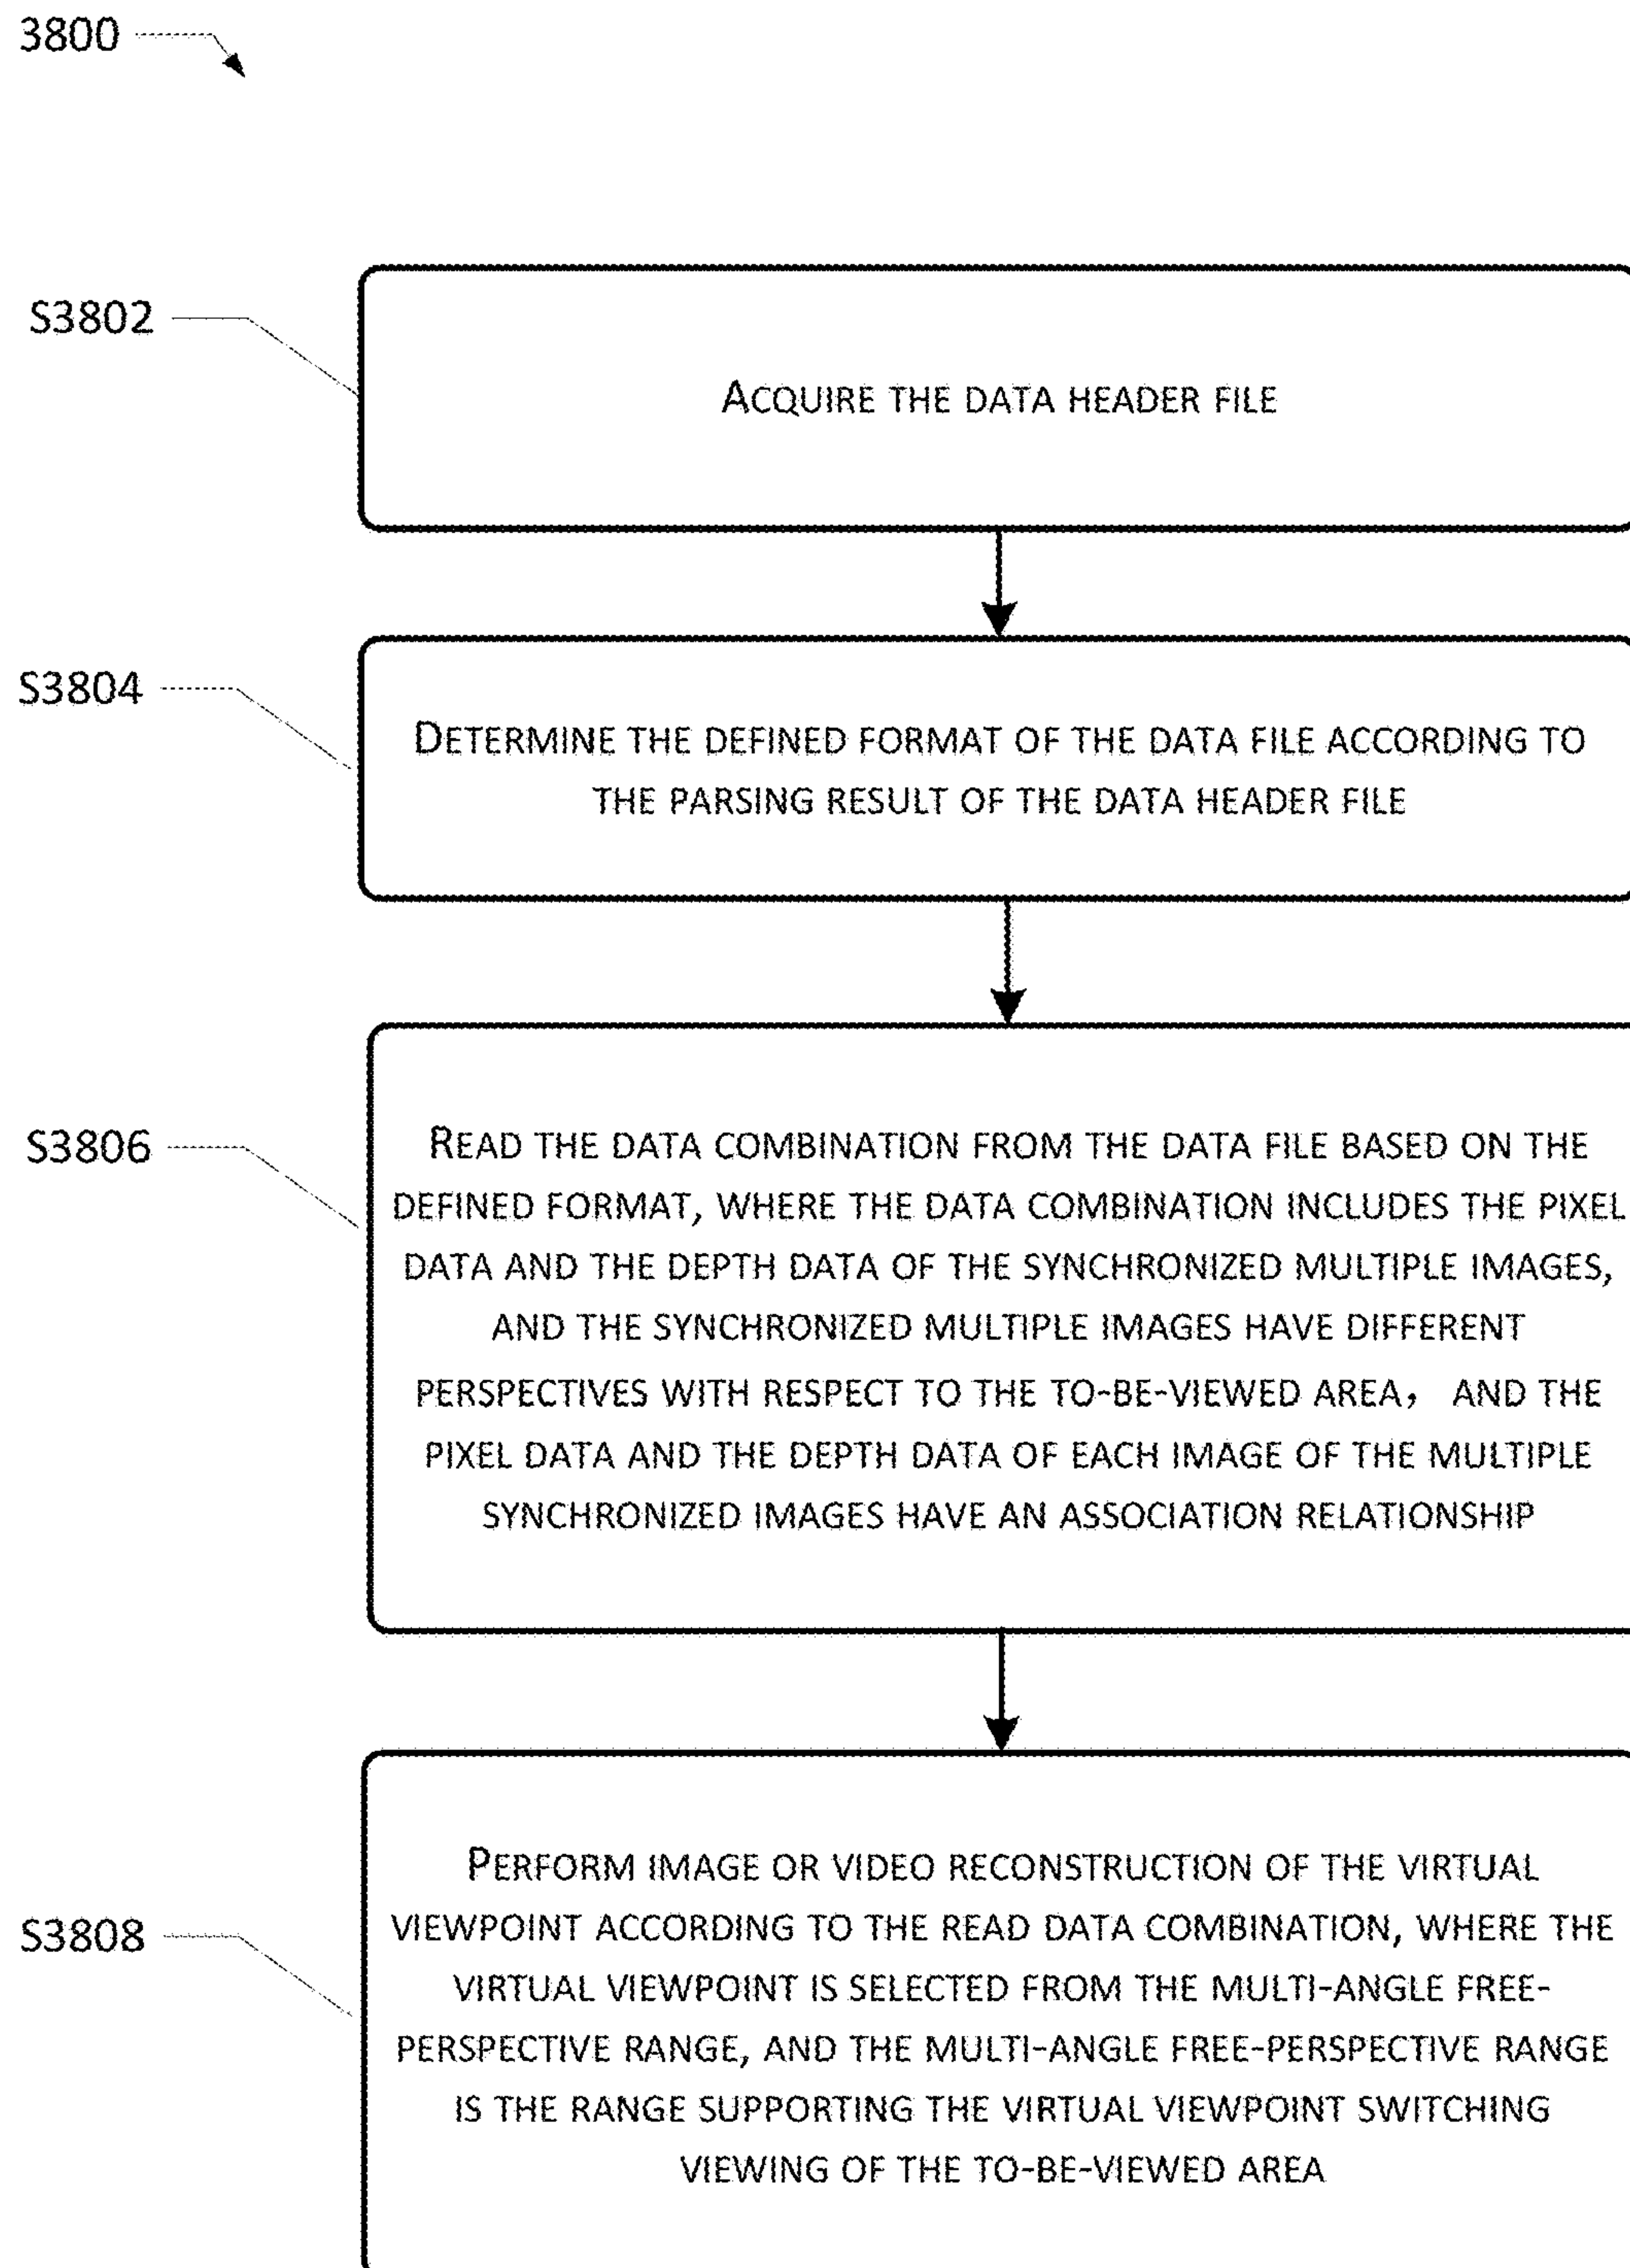 3800
S3802
ACQUIRE THE DATA HEADER FILE
S3804
DETERMINE THE DEFINED FORMAT OF THE DATA FILE ACCORDING TO
THE PARSING RESULT OF THE DATA HEADER FILE
S3806
READ THE DATA COMBINATION FROM THE DATA FILE BASED ON THE
DEFINED FORMAT, WHERE THE DATA COMBINATION INCLUDES THE PIXEL
DATA AND THE DEPTH DATA OF THE SYNCHRONIZED MULTIPLE IMAGES,
AND THE SYNCHRONIZED MULTIPLE IMAGES HAVE DIFFERENT
PERSPECTIVES WITH RESPECT TO THE TO-BE-VIEWED AREA, AND THE
PIXEL DATA AND THE DEPTH DATA OF EACH IMAGE OF THE MULTIPLE
SYNCHRONIZED IMAGES HAVE AN ASSOCIATION RELATIONSHIP
S3808
PERFORM IMAGE OR VIDEO RECONSTRUCTION OF THE VIRTUAL
VIEWPOINT ACCORDING TO THE READ DATA COMBINATION, WHERE THE
VIRTUAL VIEWPOINT IS SELECTED FROM THE MULTI-ANGLE FREE-
PERSPECTIVE RANGE, AND THE MULTI-ANGLE FREE-PERSPECTIVE RANGE
IS THE RANGE SUPPORTING THE VIRTUAL VIEWPOINT SWITCHING
VIEWING OF THE TO-BE-VIEWED AREA